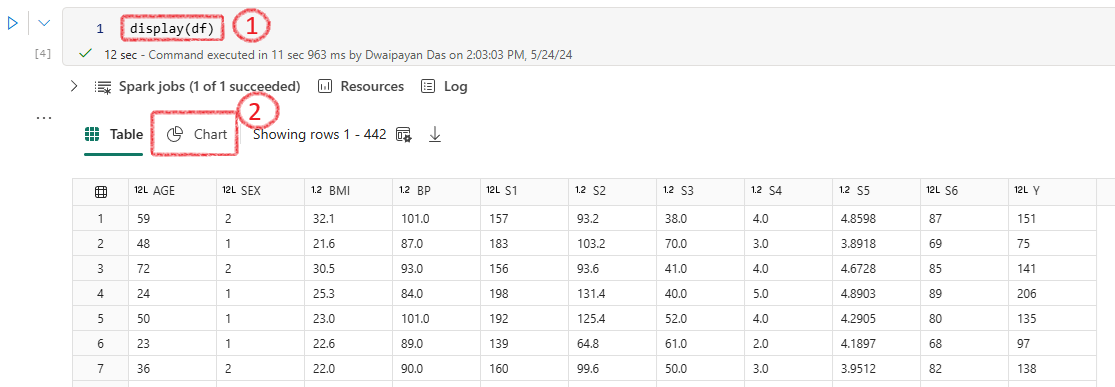 1 display(df) 1
[4] 12 sec - Command executed in 11 sec 963 ms by Dwaipayan Das on 2:03:03 PM, 5/24/24
Spark jobs (1 of 1 succeeded) Resources Log
2
Table Chart Showing rows 1 - 442
12L AGE 12L SEX 1.2 BMI 1.2 BP 12L S1 1.2 S2 1.2 S3 1.2 S4 1.2 S5 12L S6 12L Y
1 59 2 32.1 101.0 157 93.2 38.0 4.0 4.8598 87 151
2 48 1 21.6 87.0 183 103.2 70.0 3.0 3.8918 69 75
3 72 2 30.5 93.0 156 93.6 41.0 4.0 4.6728 85 141
4 24 1 25.3 84.0 198 131.4 40.0 5.0 4.8903 89 206
5 50 1 23.0 101.0 192 125.4 52.0 4.0 4.2905 80 135
6 23 1 22.6 89.0 139 64.8 61.0 2.0 4.1897 68 97
7 36 2 22.0 90.0 160 99.6 50.0 3.0 3.9512 82 138